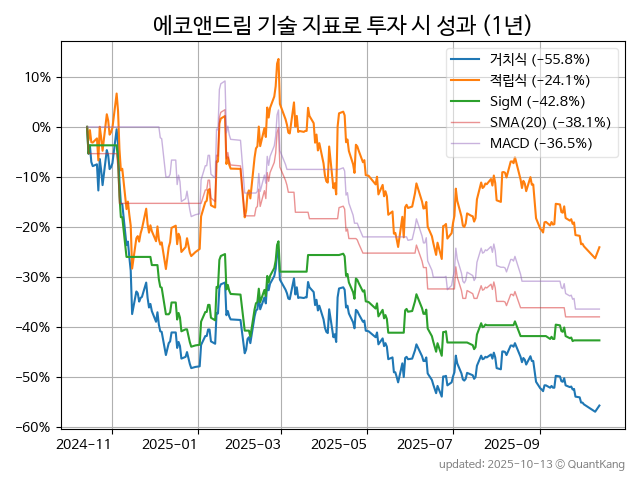 에코앤드림 기술 지표로 투자 시 성과 (1년)
거치식 (−55.8%)
적립식 (−24.1%)
SigM (−42.8%)
SMA(20) (−38.1%)
MACD (−36.5%)
10%
0%
−10%
−20%
−30%
−40%
−50%
−60%
2024-11 2025-01 2025-03 2025-05 2025-07 2025-09
updated: 2025-10-13 © QuantKang